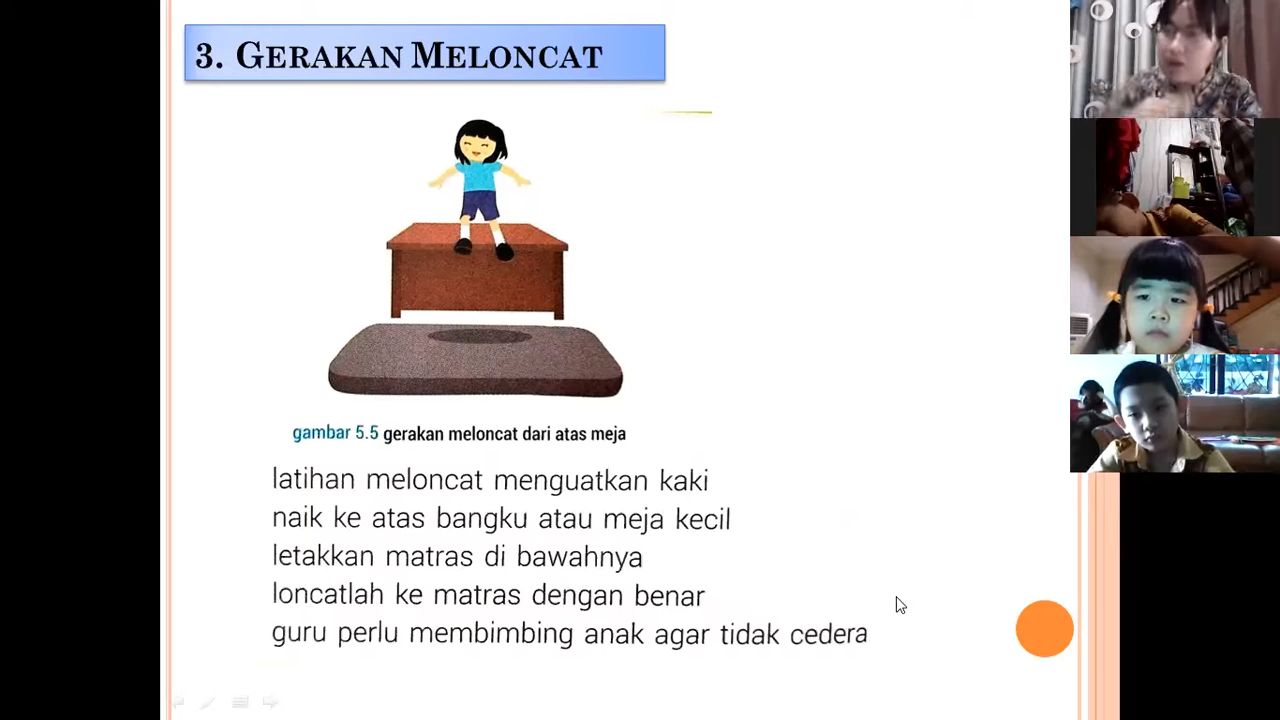 3. GERAKAN MELONCAT
gambar 5.5 gerakan meloncat dari atas meja
latihan meloncat menguatkan kaki
naik ke atas bangku atau meja kecil
letakkan matras di bawahnya
loncatlah ke matras dengan benar
guru perlu membimbing anak agar tidak cedera